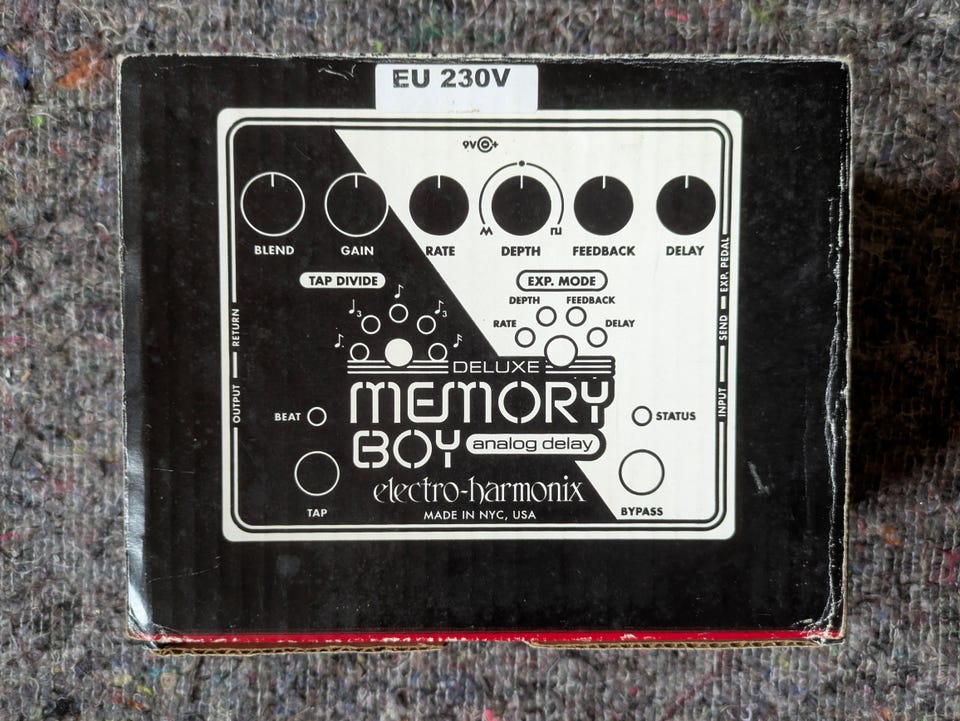 EU 230V
9V
BLEND GAIN RATE DEPTH FEEDBACK DELAY
TAP DIVIDE
EXP. MODE
3
3
DEPTH FEEDBACK
RATE DELAY
RETURN
OUTPUT
EXP. PEDAL
SEND
INPUT
DELUXE
MEMORY
BOY analog delay
BEAT
STATUS
electro-harmonix
MADE IN NYC, USA
TAP
BYPASS